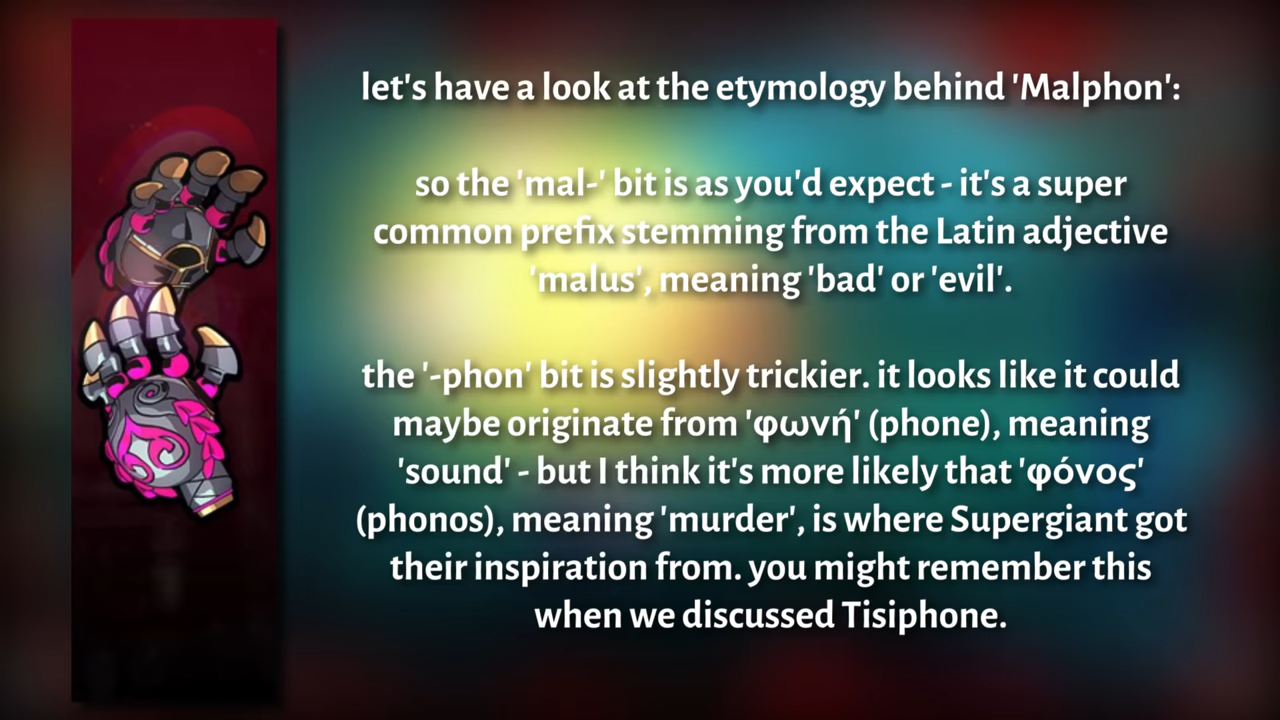 let's have a look at the etymology behind 'Malphon':
so the 'mal-' bit is as you'd expect - it's a super
common prefix stemming from the Latin adjective
'malus', meaning 'bad' or 'evil'.
the '-phon' bit is slightly trickier. it looks like it could
maybe originate from 'φωνή' (phone), meaning
'sound' - but I think it's more likely that 'φόνος'
(phonos), meaning 'murder', is where Supergiant got
their inspiration from. you might remember this
when we discussed Tisiphone.